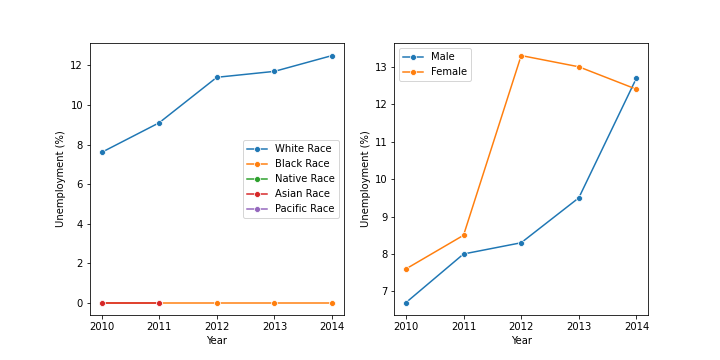 12
10
8
6
4
2
0
Unemployment (%)
2010 2011 2012 2013 2014
Year
White Race
Black Race
Native Race
Asian Race
Pacific Race
13
12
11
10
9
8
7
Unemployment (%)
2010 2011 2012 2013 2014
Year
Male
Female